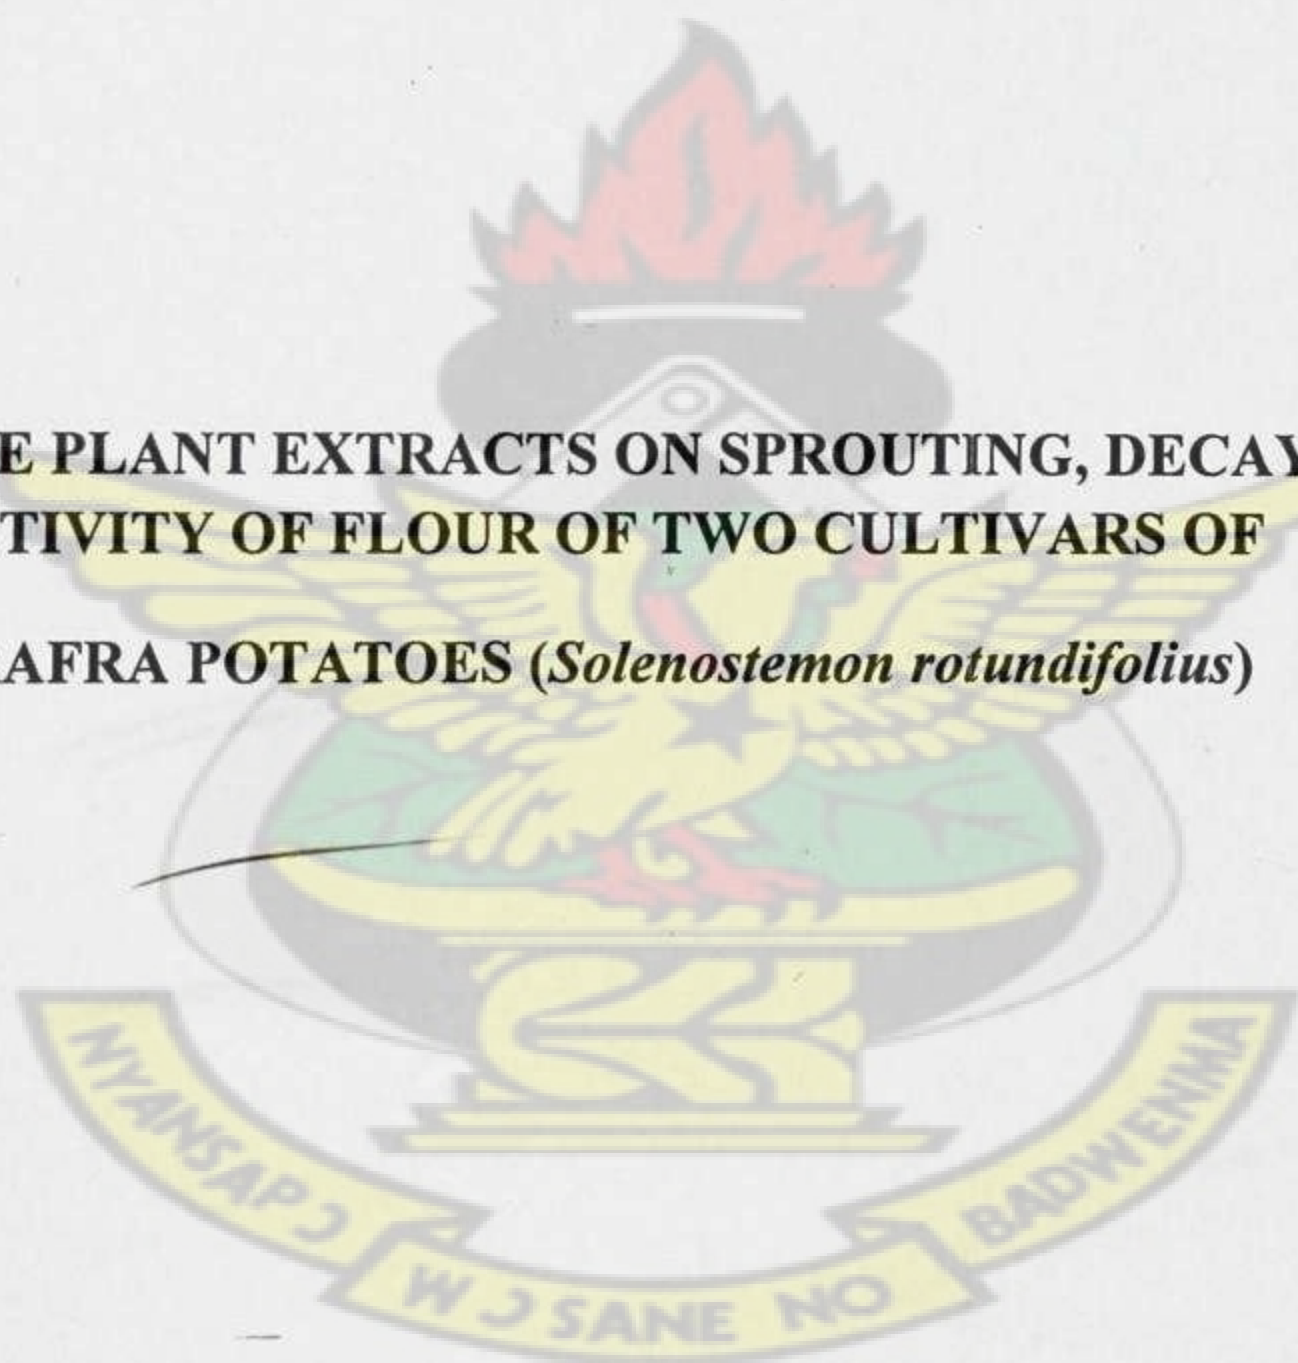 E PLANT EXTRACTS ON SPROUTING, DECAY
TIVITY OF FLOUR OF TWO CULTIVARS OF
AFRA POTATOES (Solenostemon rotundifolius)
NYANSAPƆ
WƆSANE NO
BADWENMA